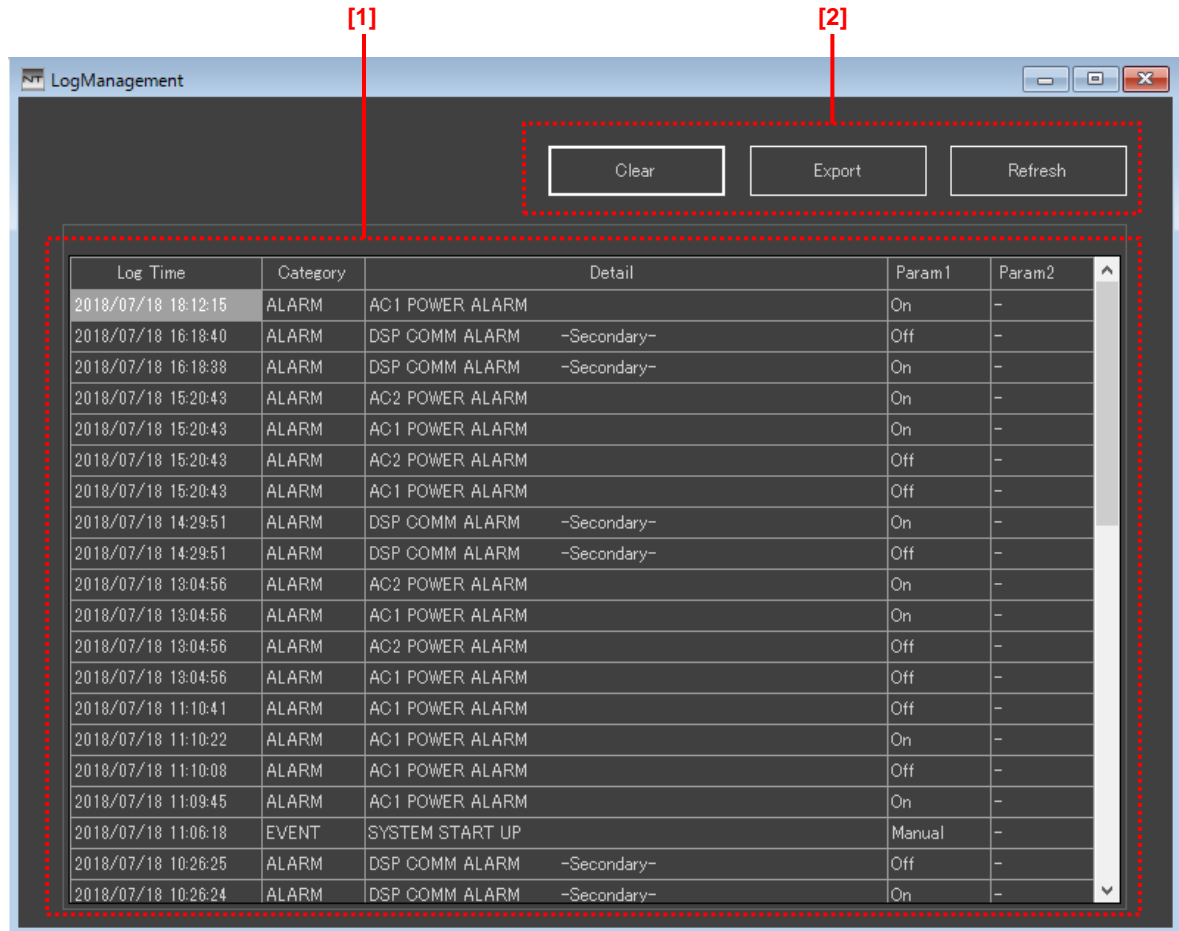 [1] [2]
NT LogManagement
Clear Export Refresh
Log Time Category Detail Param1 Param2
2018/07/18 18:12:15 ALARM AC1 POWER ALARM On -
2018/07/18 16:18:40 ALARM DSP COMM ALARM -Secondary- Off -
2018/07/18 16:18:38 ALARM DSP COMM ALARM -Secondary- On -
2018/07/18 15:20:43 ALARM AC2 POWER ALARM On -
2018/07/18 15:20:43 ALARM AC1 POWER ALARM On -
2018/07/18 15:20:43 ALARM AC2 POWER ALARM Off -
2018/07/18 15:20:43 ALARM AC1 POWER ALARM Off -
2018/07/18 14:29:51 ALARM DSP COMM ALARM -Secondary- On -
2018/07/18 14:29:51 ALARM DSP COMM ALARM -Secondary- Off -
2018/07/18 13:04:56 ALARM AC2 POWER ALARM On -
2018/07/18 13:04:56 ALARM AC1 POWER ALARM On -
2018/07/18 13:04:56 ALARM AC2 POWER ALARM Off -
2018/07/18 13:04:56 ALARM AC1 POWER ALARM Off -
2018/07/18 11:10:41 ALARM AC1 POWER ALARM Off -
2018/07/18 11:10:22 ALARM AC1 POWER ALARM On -
2018/07/18 11:10:08 ALARM AC1 POWER ALARM Off -
2018/07/18 11:09:45 ALARM AC1 POWER ALARM On -
2018/07/18 11:06:18 EVENT SYSTEM START UP Manual -
2018/07/18 10:26:25 ALARM DSP COMM ALARM -Secondary- Off -
2018/07/18 10:26:24 ALARM DSP COMM ALARM -Secondary- On -